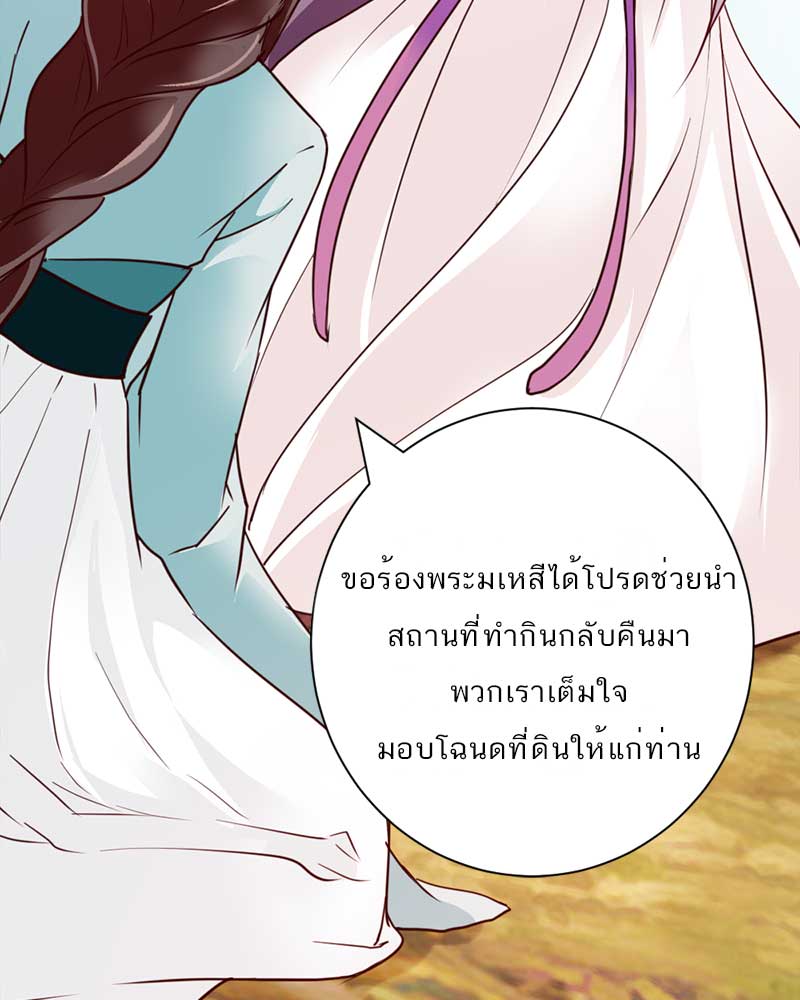 ขอร้องพระมเหสีได้โปรดช่วยนำ
สถานที่ทำกินกลับคืนมา
พวกเราเต็มใจ
มอบโฉนดที่ดินให้แก่ท่าน